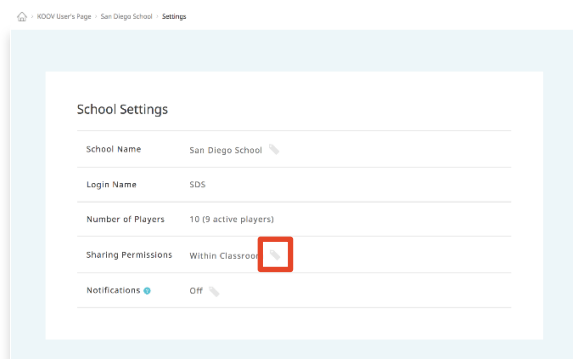 KOOV User's Page > San Diego School > Settings
School Settings
School Name San Diego School
Login Name SDS
Number of Players 10 (9 active players)
Sharing Permissions Within Classroom
Notifications Off